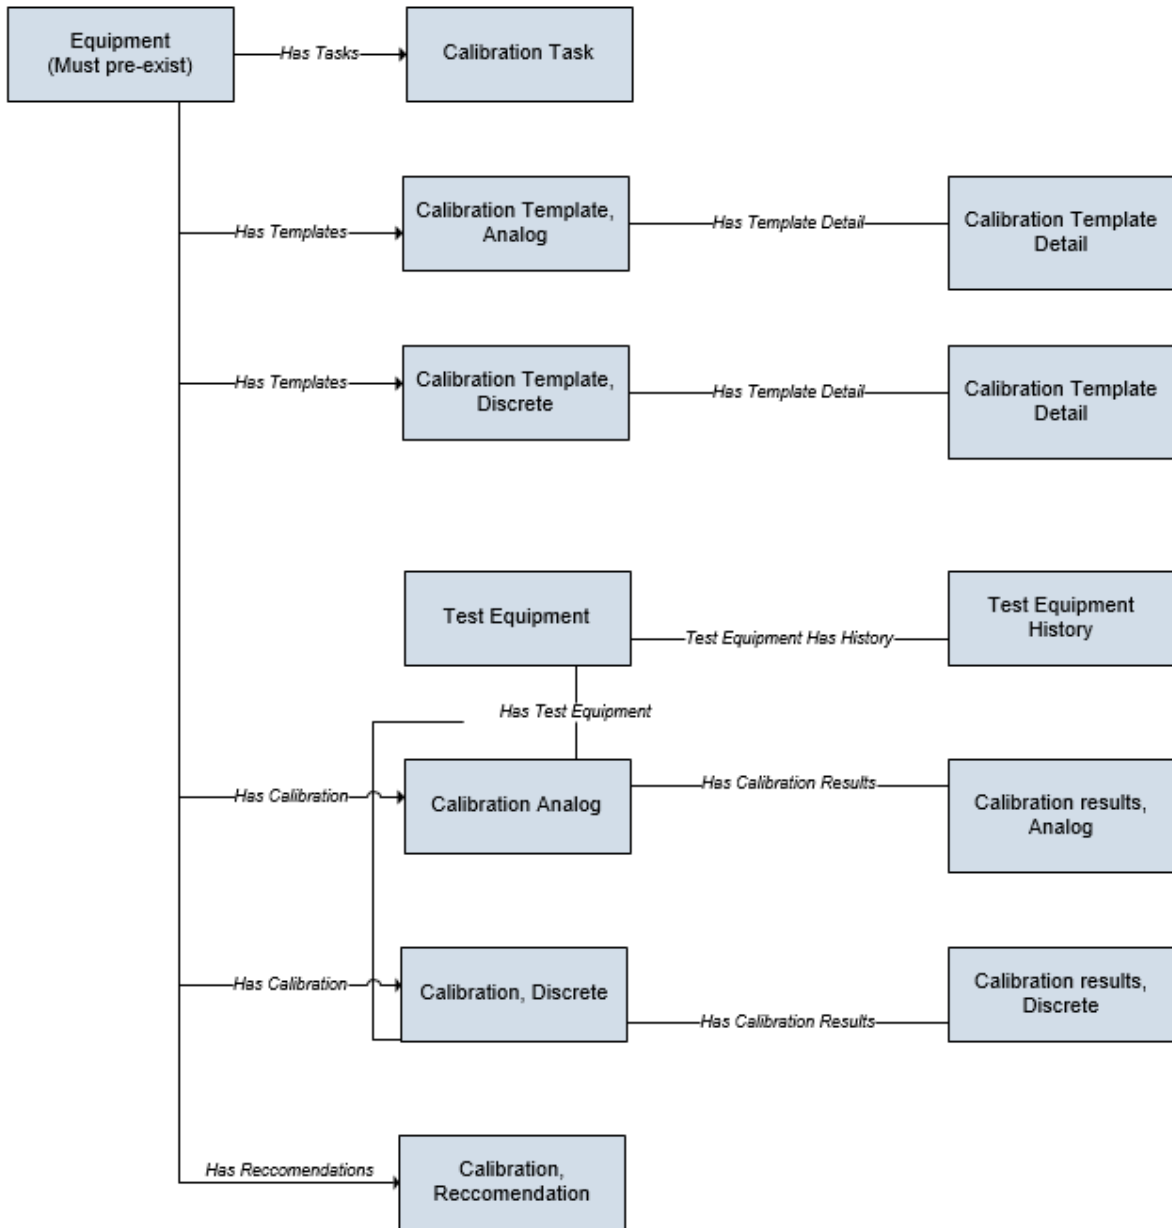 Equipment
(Must pre-exist)
Has Tasks
Calibration Task
Has Templates
Calibration Template,
Analog
Has Template Detail
Calibration Template
Detail
Has Templates
Calibration Template,
Discrete
Has Template Detail
Calibration Template
Detail
Test Equipment
Test Equipment Has History
Test Equipment
History
Has Test Equipment
Has Calibration
Calibration Analog
Has Calibration Results
Calibration results,
Analog
Has Calibration
Calibration, Discrete
Has Calibration Results
Calibration results,
Discrete
Has Reccomendations
Calibration,
Reccomendation